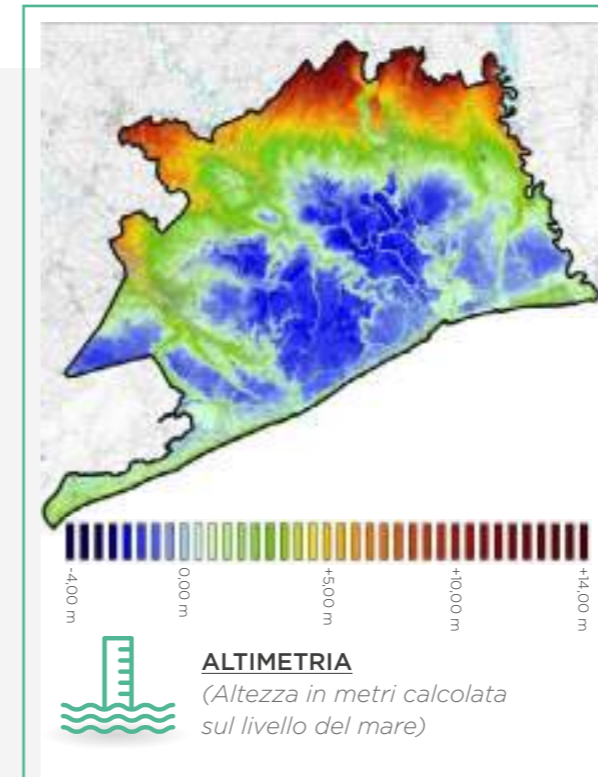 -4,00 m
0,00 m
+5,00 m
+10,00 m
+14,00 m
ALTIMETRIA
(Altezza in metri calcolata
sul livello del mare)